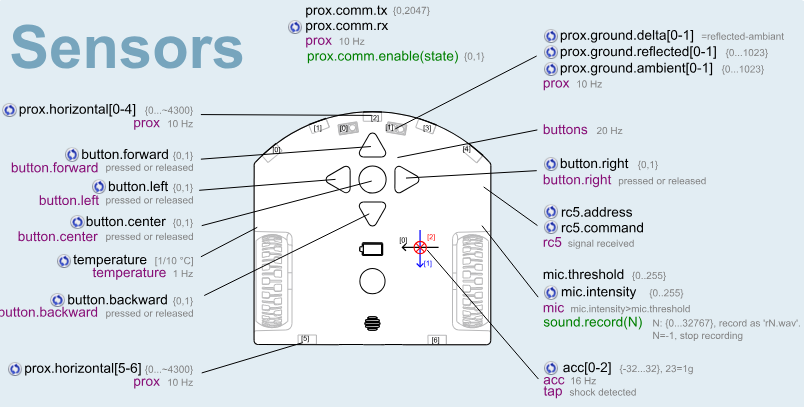 Sensors
prox.comm.tx {0,2047}
prox.comm.rx
prox 10 Hz
prox.comm.enable(state) {0,1}
prox.ground.delta[0-1] =reflected-ambiant
prox.ground.reflected[0-1] {0...1023}
prox.ground.ambient[0-1] {0...1023}
prox 10 Hz
prox.horizontal[0-4] {0...~4300}
prox 10 Hz
button.forward {0,1}
button.forward pressed or released
button.left {0,1}
button.left pressed or released
button.center {0,1}
button.center pressed or released
temperature [1/10 °C]
temperature 1 Hz
button.backward {0,1}
button.backward pressed or released
prox.horizontal[5-6] {0...~4300}
prox 10 Hz
[0]
[1]
[0]
[2]
[1]
[3]
[4]
[0]
[2]
[1]
[5]
[6]
buttons 20 Hz
button.right {0,1}
button.right pressed or released
rc5.address
rc5.command
rc5 signal received
mic.threshold {0...255}
mic.intensity {0...255}
mic mic.intensity>mic.threshold
sound.record(N) N: {0...32767}, record as 'rN.wav'.
N=-1, stop recording
acc[0-2] {-32...32}, 23=1g
acc 16 Hz
tap shock detected